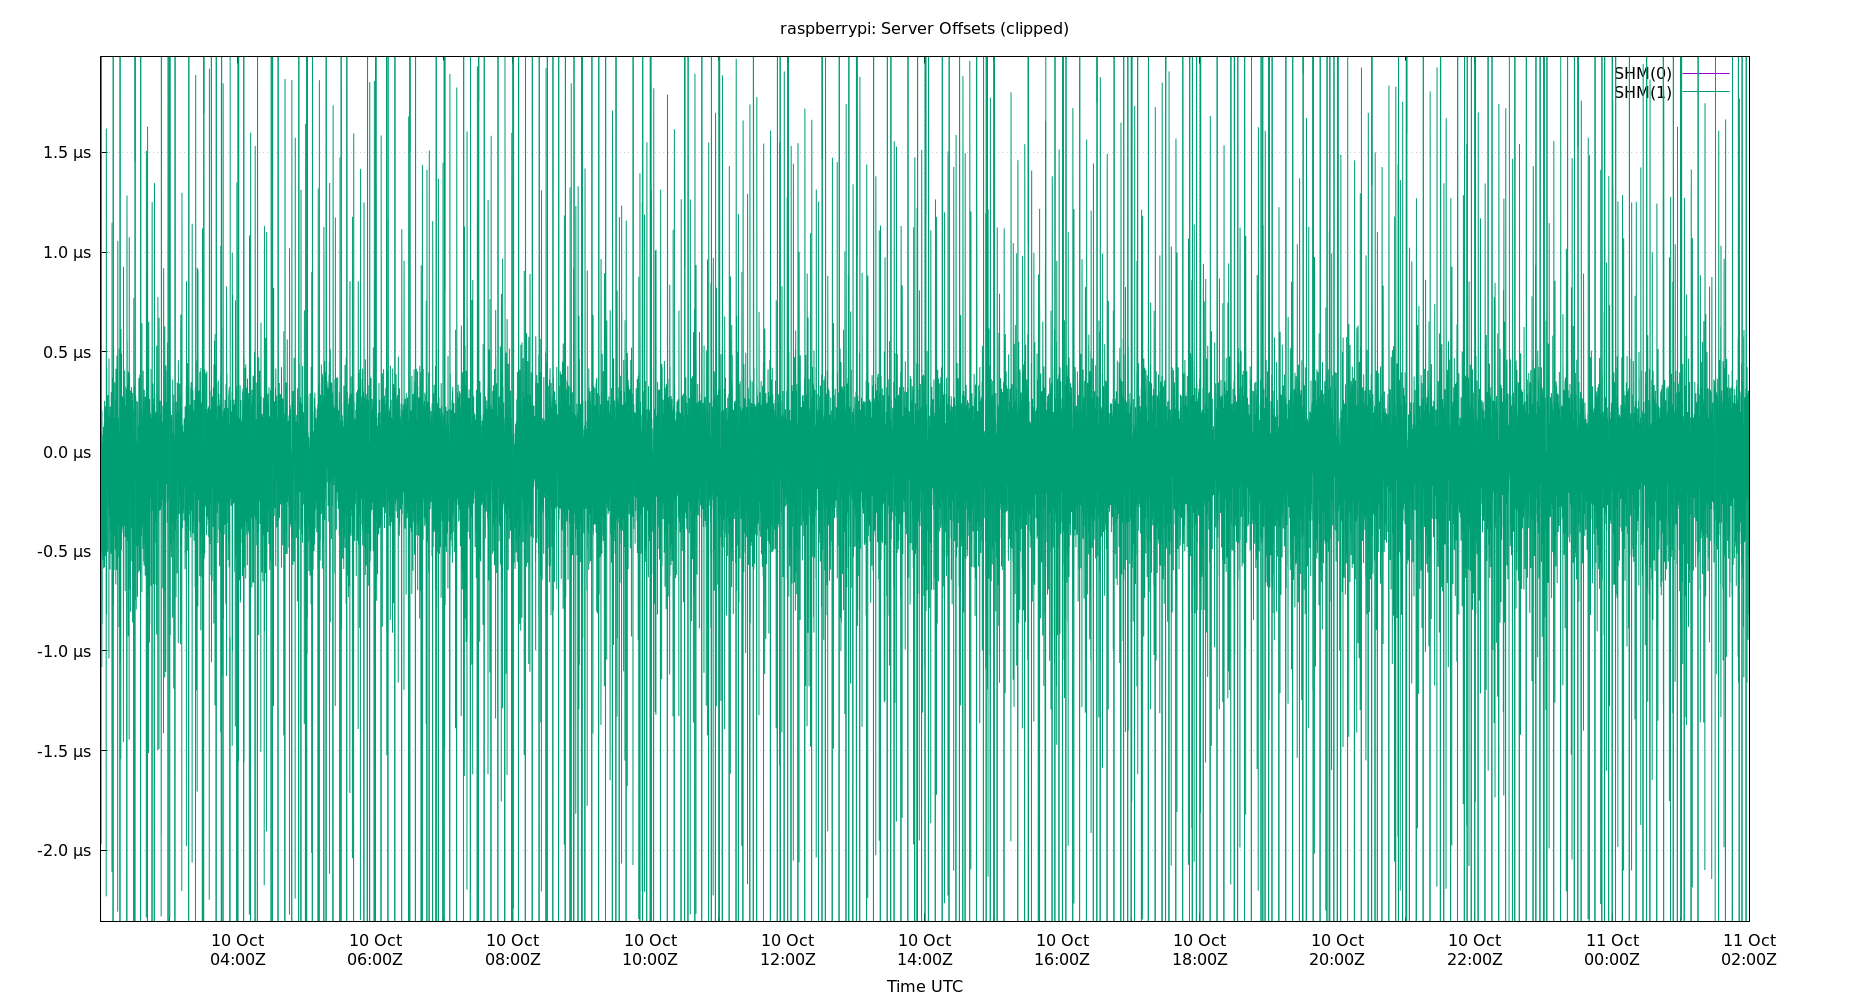 raspberrypi: Server Offsets (clipped)
SHM(0)
SHM(1)
1.5 µs
1.0 µs
0.5 µs
0.0 µs
-0.5 µs
-1.0 µs
-1.5 µs
-2.0 µs
10 Oct 10 Oct 10 Oct 10 Oct 10 Oct 10 Oct 10 Oct 10 Oct 10 Oct 10 Oct 11 Oct 11 Oct
04:00Z 06:00Z 08:00Z 10:00Z 12:00Z 14:00Z 16:00Z 18:00Z 20:00Z 22:00Z 00:00Z 02:00Z
Time UTC